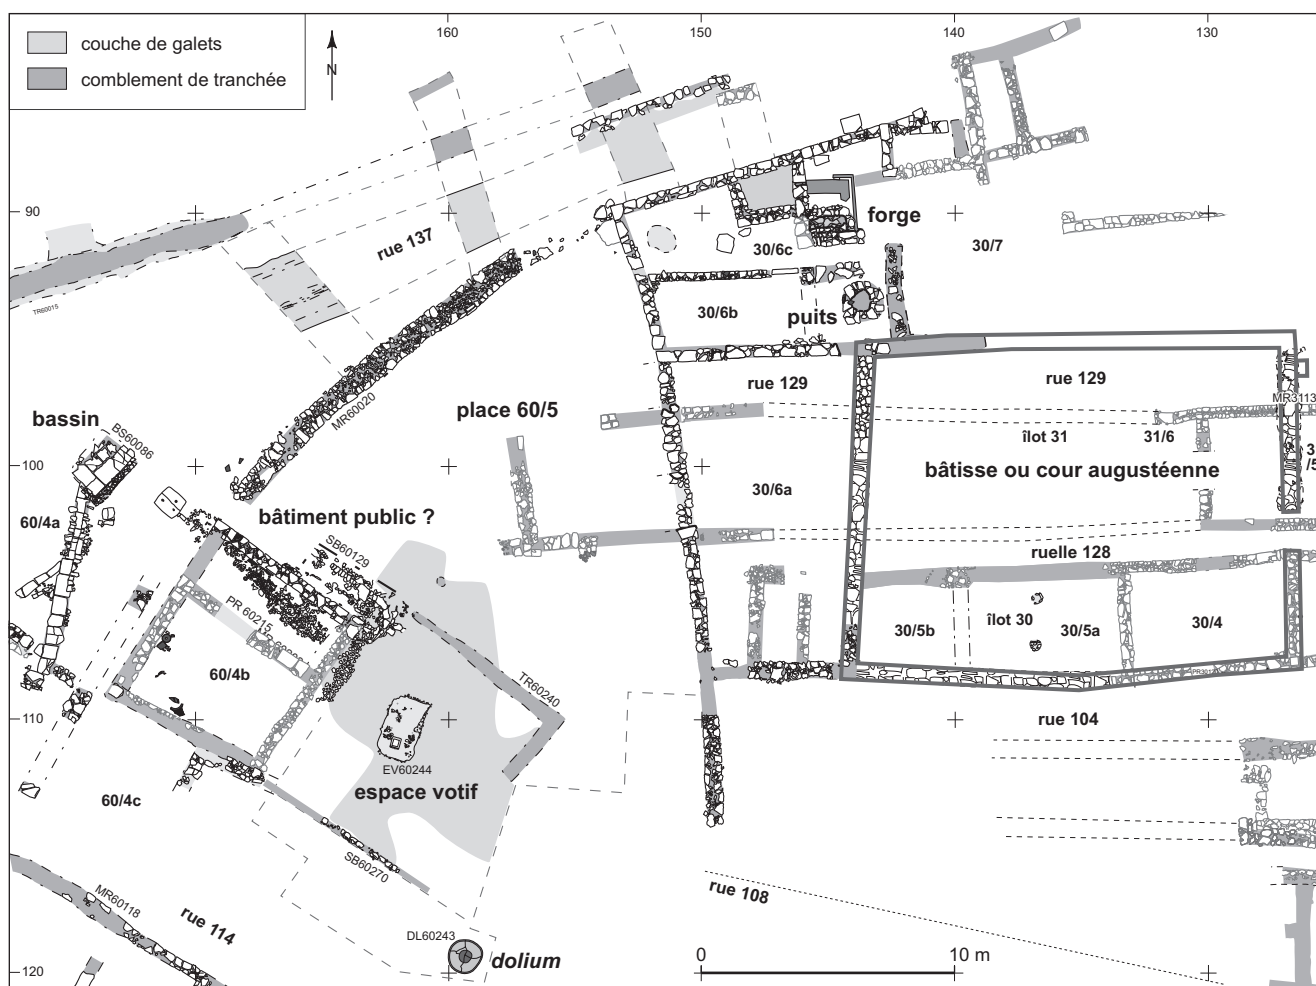 couche de galets
comblement de tranchée
N
160
150
140
130
90
100
110
120
rue 137
TR60015
forge
30/6c
30/7
30/6b
puits
rue 129
rue 129
MR3113
MR60020
place 60/5
bassin
BS60086
60/4a
îlot 31
31/6
3
/5
bâtisse ou cour augustéenne
30/6a
bâtiment public ?
SB60129
ruelle 128
PR 60215
60/4b
30/5b
îlot 30
30/5a
30/4
TR60240
rue 104
EV60244
espace votif
60/4c
SB60270
MR60118
rue 114
rue 108
DL60243
dolium
0
10 m